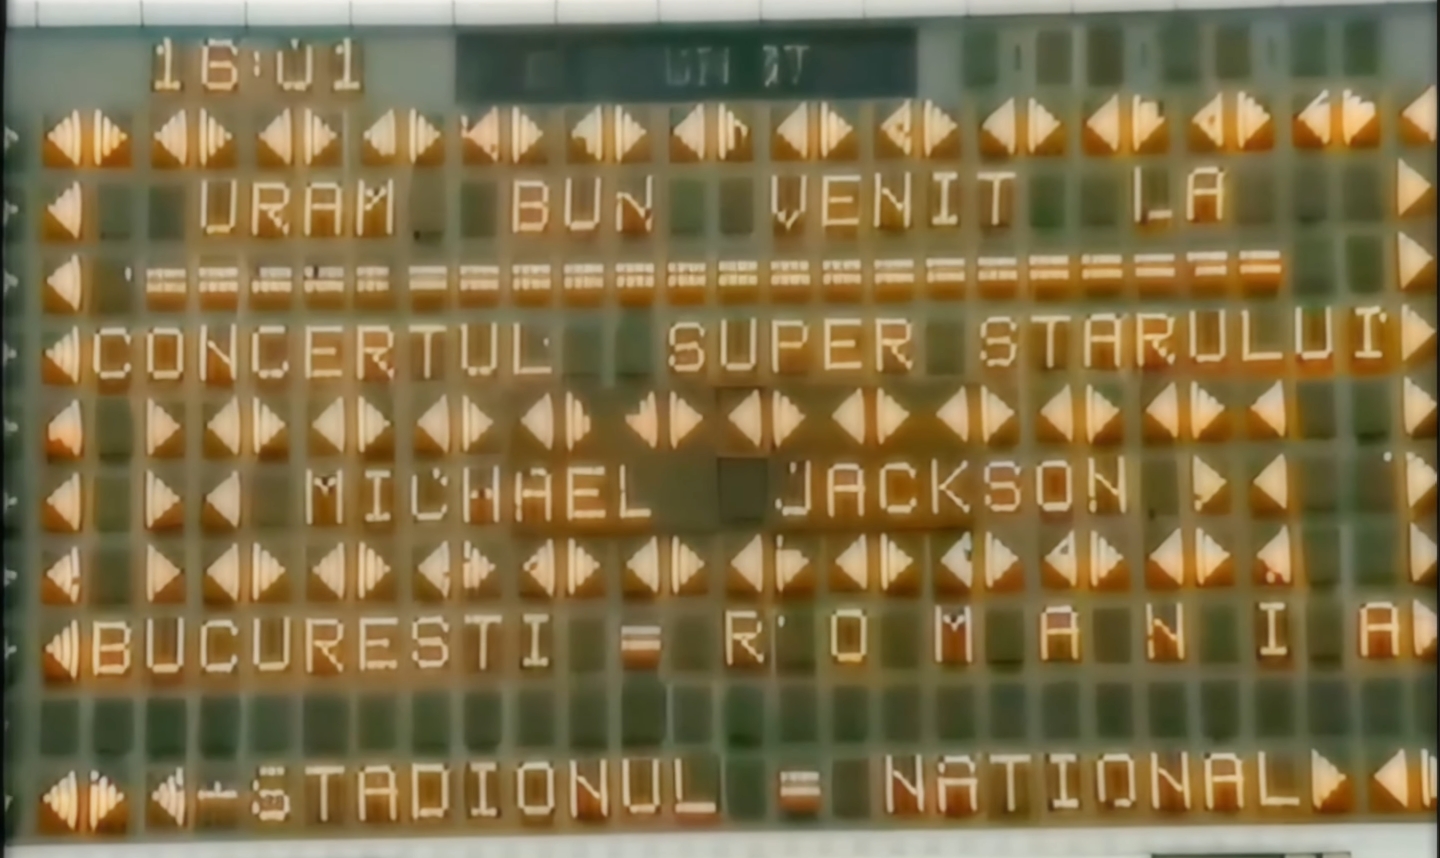 16:01
URAM BUN VENIT LA
======================
CONCERTUL SUPER STARULUI
MICHAEL JACKSON
BUCURESTI = R O M A N I A
STADIONUL = NATIONAL